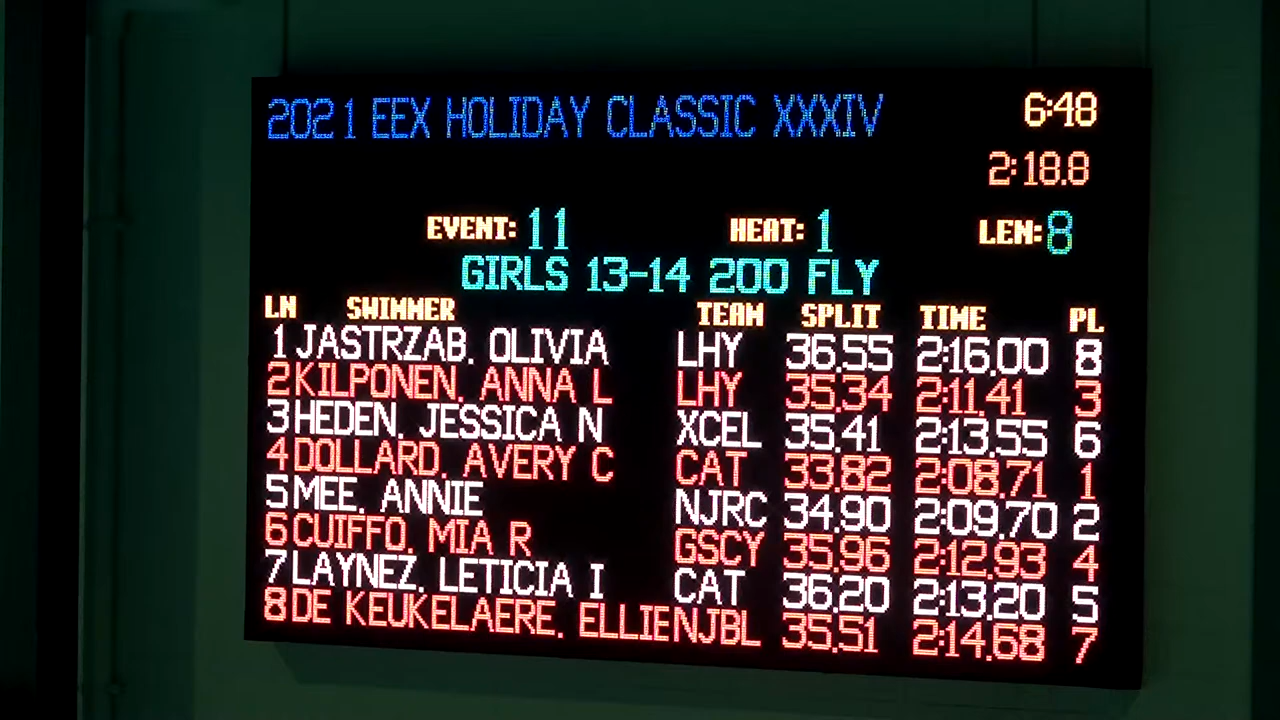 2021 EEX HOLIDAY CLASSIC XXXIV 6:48
2:18.8
EVENT: 11 HEAT: 1 LEN: 8
GIRLS 13-14 200 FLY
LN SWIMMER TEAM SPLIT TIME PL
1 JASTRZAB, OLIVIA LHY 36.55 2:16.00 8
2 KILPONEN, ANNA L LHY 35.34 2:11.41 3
3 HEDEN, JESSICA N XCEL 35.41 2:13.55 6
4 DOLLARD, AVERY C CAT 33.82 2:08.71 1
5 MEE, ANNIE NJRC 34.90 2:09.70 2
6 CUIFFO, MIA R GSCY 35.96 2:12.93 4
7 LAYNEZ, LETICIA I CAT 36.20 2:13.20 5
8 DE KEUKELAERE, ELLIE NJBL 35.51 2:14.68 7